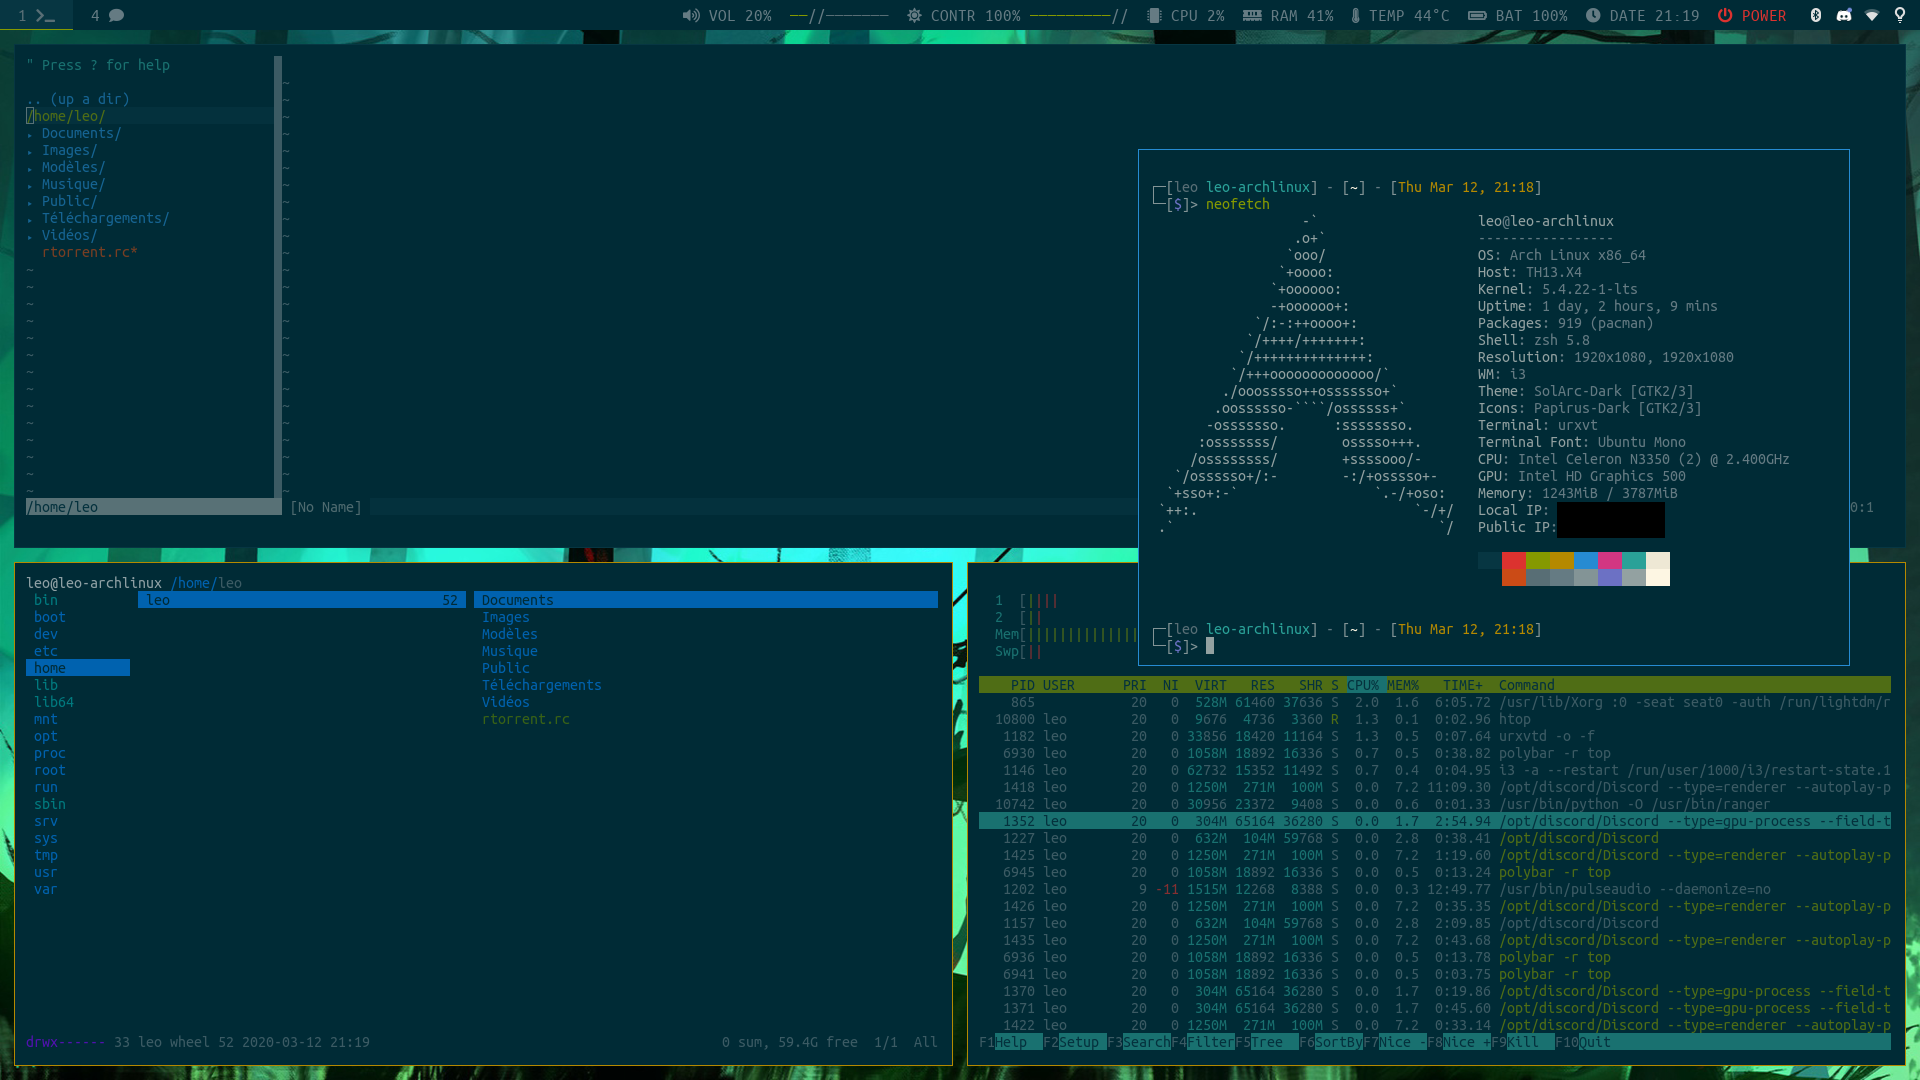 1 4 VOL 20% ──//─────── CONTR 100% ─────────// CPU 2% RAM 41% TEMP 44°C BAT 100% DATE 21:19 POWER
" Press ? for help
.. (up a dir)
/home/leo/
▸ Documents/
▸ Images/
▸ Modèles/
▸ Musique/
▸ Public/
▸ Téléchargements/
▸ Vidéos/
rtorrent.rc*
/home/leo [No Name] 0:1
┌─[leo leo-archlinux] - [~] - [Thu Mar 12, 21:18]
└─[$]> neofetch
-`
.o+`
`ooo/
`+oooo:
`+oooooo:
-+oooooo+:
`/:-:++oooo+:
`/++++/+++++++:
`/++++++++++++++:
`/+++ooooooooooooo/`
./ooosssso++osssssso+`
.oossssso-````/ossssss+`
-osssssso. :ssssssso.
:osssssss/ osssso+++.
/ossssssss/ +ssssooo/-
`/ossssso+/:- -:/+osssso+-
`+sso+:-` `.-/+oso:
`++:. `-/+/
.` `/
leo@leo-archlinux
-----------------
OS: Arch Linux x86_64
Host: TH13.X4
Kernel: 5.4.22-1-lts
Uptime: 1 day, 2 hours, 9 mins
Packages: 919 (pacman)
Shell: zsh 5.8
Resolution: 1920x1080, 1920x1080
WM: i3
Theme: SolArc-Dark [GTK2/3]
Icons: Papirus-Dark [GTK2/3]
Terminal: urxvt
Terminal Font: Ubuntu Mono
CPU: Intel Celeron N3350 (2) @ 2.400GHz
GPU: Intel HD Graphics 500
Memory: 1243MiB / 3787MiB
Local IP:
Public IP:
┌─[leo leo-archlinux] - [~] - [Thu Mar 12, 21:18]
└─[$]>
leo@leo-archlinux /home/leo
bin leo 52 Documents
boot Images
dev Modèles
etc Musique
home Public
lib Téléchargements
lib64 Vidéos
mnt rtorrent.rc
opt
proc
root
run
sbin
srv
sys
tmp
usr
var
drwx------ 33 leo wheel 52 2020-03-12 21:19 0 sum, 59.4G free 1/1 All
1 [||||
2 [||
Mem[||||||||||||||
Swp[||
PID USER PRI NI VIRT RES SHR S CPU% MEM% TIME+ Command
865 20 0 528M 61460 37636 S 2.0 1.6 6:05.72 /usr/lib/Xorg :0 -seat seat0 -auth /run/lightdm/r
10800 leo 20 0 9676 4736 3360 R 1.3 0.1 0:02.96 htop
1182 leo 20 0 33856 18420 11164 S 1.3 0.5 0:07.64 urxvtd -o -f
6930 leo 20 0 1058M 18892 16336 S 0.7 0.5 0:38.82 polybar -r top
1146 leo 20 0 62732 15352 11492 S 0.7 0.4 0:04.95 i3 -a --restart /run/user/1000/i3/restart-state.1
1418 leo 20 0 1250M 271M 100M S 0.0 7.2 11:09.30 /opt/discord/Discord --type=renderer --autoplay-p
10742 leo 20 0 30956 23372 9408 S 0.0 0.6 0:01.33 /usr/bin/python -O /usr/bin/ranger
1352 leo 20 0 304M 65164 36280 S 0.0 1.7 2:54.94 /opt/discord/Discord --type=gpu-process --field-t
1227 leo 20 0 632M 104M 59768 S 0.0 2.8 0:38.41 /opt/discord/Discord
1425 leo 20 0 1250M 271M 100M S 0.0 7.2 1:19.60 /opt/discord/Discord --type=renderer --autoplay-p
6945 leo 20 0 1058M 18892 16336 S 0.0 0.5 0:13.24 polybar -r top
1202 leo 9 -11 1515M 12268 8388 S 0.0 0.3 12:49.77 /usr/bin/pulseaudio --daemonize=no
1426 leo 20 0 1250M 271M 100M S 0.0 7.2 0:35.35 /opt/discord/Discord --type=renderer --autoplay-p
1157 leo 20 0 632M 104M 59768 S 0.0 2.8 2:09.85 /opt/discord/Discord
1435 leo 20 0 1250M 271M 100M S 0.0 7.2 0:43.68 /opt/discord/Discord --type=renderer --autoplay-p
6936 leo 20 0 1058M 18892 16336 S 0.0 0.5 0:13.78 polybar -r top
6941 leo 20 0 1058M 18892 16336 S 0.0 0.5 0:03.75 polybar -r top
1370 leo 20 0 304M 65164 36280 S 0.0 1.7 0:19.86 /opt/discord/Discord --type=gpu-process --field-t
1371 leo 20 0 304M 65164 36280 S 0.0 1.7 0:45.60 /opt/discord/Discord --type=gpu-process --field-t
1422 leo 20 0 1250M 271M 100M S 0.0 7.2 0:33.14 /opt/discord/Discord --type=renderer --autoplay-p
F1Help F2Setup F3SearchF4FilterF5Tree F6SortByF7Nice -F8Nice +F9Kill F10Quit